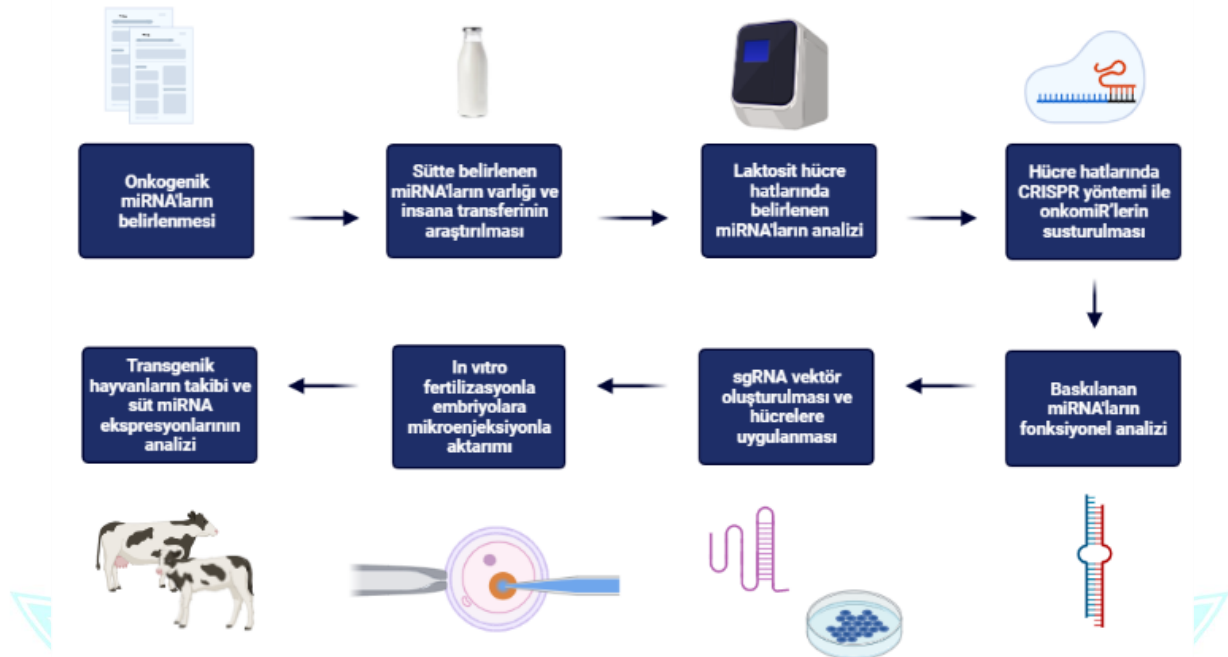 Onkogenik
miRNA'ların
belirlenmesi
Sütte belirlenen
miRNA'ların varlığı ve
insana transferinin
araştırılması
Laktosit hücre
hatlarında
belirlenen
miRNA'ların analizi
Hücre hatlarında
CRISPR yöntemi ile
onkomiR'lerin
susturulması
Baskılanan
miRNA'ların
fonksiyonel analizi
sgRNA vektör
oluşturulması ve
hücrelere
uygulanması
In vıtro
fertilizasyonla
embriyolara
mikroenjeksiyonla
aktarımı
Transgenik
hayvanların takibi ve
süt miRNA
ekspresyonlarının
analizi